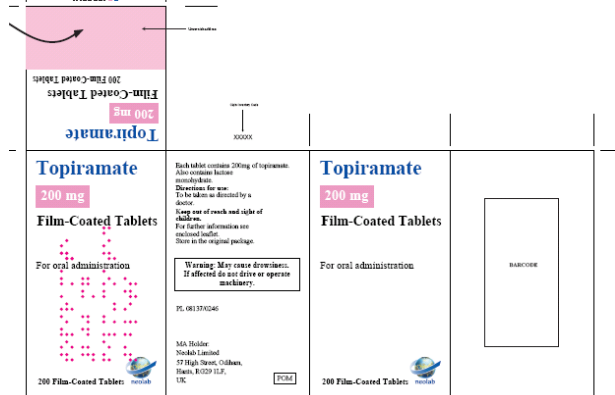 200 Film-Coated Tablets
Film-Coated Tablets
200 mg
Topiramate
XXXXX
Topiramate
200 mg
Film-Coated Tablets
For oral administration
200 Film-Coated Tablets
neolab
Each tablet contains 200mg of topiramate.
Also contains lactose
monohydrate.
Directions for use:
To be taken as directed by a
doctor.
Keep out of reach and sight of
children.
For further information see
enclosed leaflet.
Store in the original package.
Warning: May cause drowsiness.
If affected do not drive or operate
machinery.
PL 08137/0246
MA Holder:
Neolab Limited
57 High Street, Odiham,
Hants, RG29 1LF,
UK
POM
Topiramate
200 mg
Film-Coated Tablets
For oral administration
200 Film-Coated Tablets
neolab
BARCODE